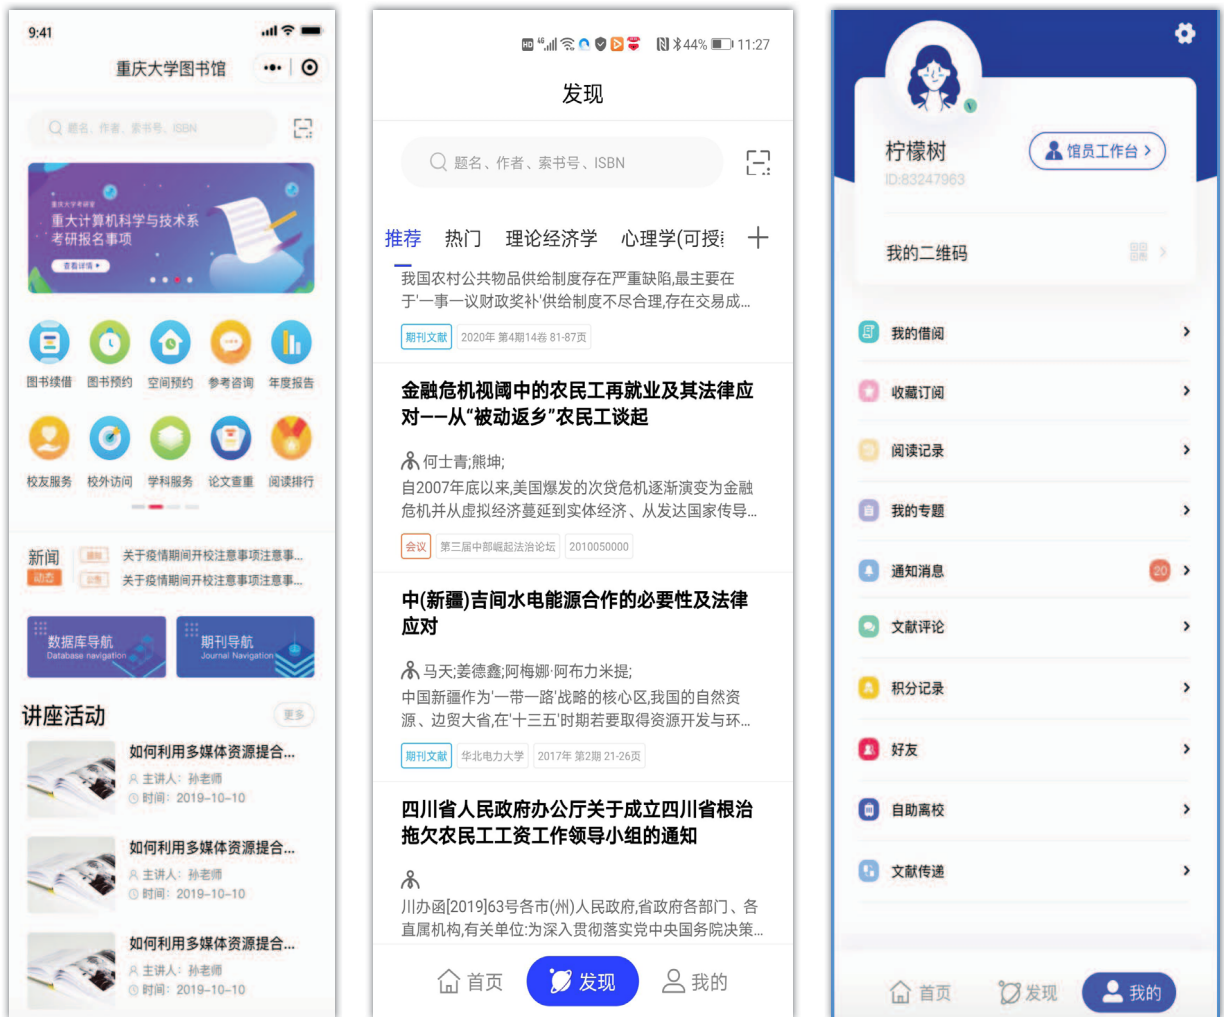 9:41
重庆大学图书馆
题名、作者、索书号、ISBN
重庆大学考研馆
重大计算机科学与技术系
考研报名事项
查看详情
图书续借 图书预约 空间预约 参考咨询 年度报告
校友服务 校外访问 学科服务 论文查重 阅读排行
新闻
动态
关于疫情期间开校注意事项注意事...
关于疫情期间开校注意事项注意事...
数据库导航
Database navigation
期刊导航
Journal Navigation
讲座活动
更多
如何利用多媒体资源提合...
主讲人：孙老师
时间：2019-10-10
如何利用多媒体资源提合...
主讲人：孙老师
时间：2019-10-10
如何利用多媒体资源提合...
主讲人：孙老师
时间：2019-10-10
HD 46 44% 11:27
发现
题名、作者、索书号、ISBN
推荐 热门 理论经济学 心理学(可授
我国农村公共物品供给制度存在严重缺陷,最主要在
于'一事一议财政奖补'供给制度不尽合理,存在交易成...
期刊文献 2020年 第4期14卷 81-87页
金融危机视阈中的农民工再就业及其法律应
对——从“被动返乡”农民工谈起
何士青;熊坤;
自2007年底以来,美国爆发的次贷危机逐渐演变为金融
危机并从虚拟经济蔓延到实体经济、从发达国家传导...
会议 第三届中部崛起法治论坛 2010050000
中(新疆)吉间水电能源合作的必要性及法律
应对
马天;姜德鑫;阿梅娜·阿布力米提;
中国新疆作为'一带一路'战略的核心区,我国的自然资
源、边贸大省,在'十三五'时期若要取得资源开发与环...
期刊文献 华北电力大学 2017年 第2期 21-26页
四川省人民政府办公厅关于成立四川省根治
拖欠农民工工资工作领导小组的通知
川办函[2019]63号各市(州)人民政府,省政府各部门、各
直属机构,有关单位:为深入贯彻落实党中央国务院决策...
首页 发现 我的
V
柠檬树
馆员工作台
ID:83247963
我的二维码
我的借阅
收藏订阅
阅读记录
我的专题
通知消息 20
文献评论
积分记录
好友
自助离校
文献传递
首页 发现 我的